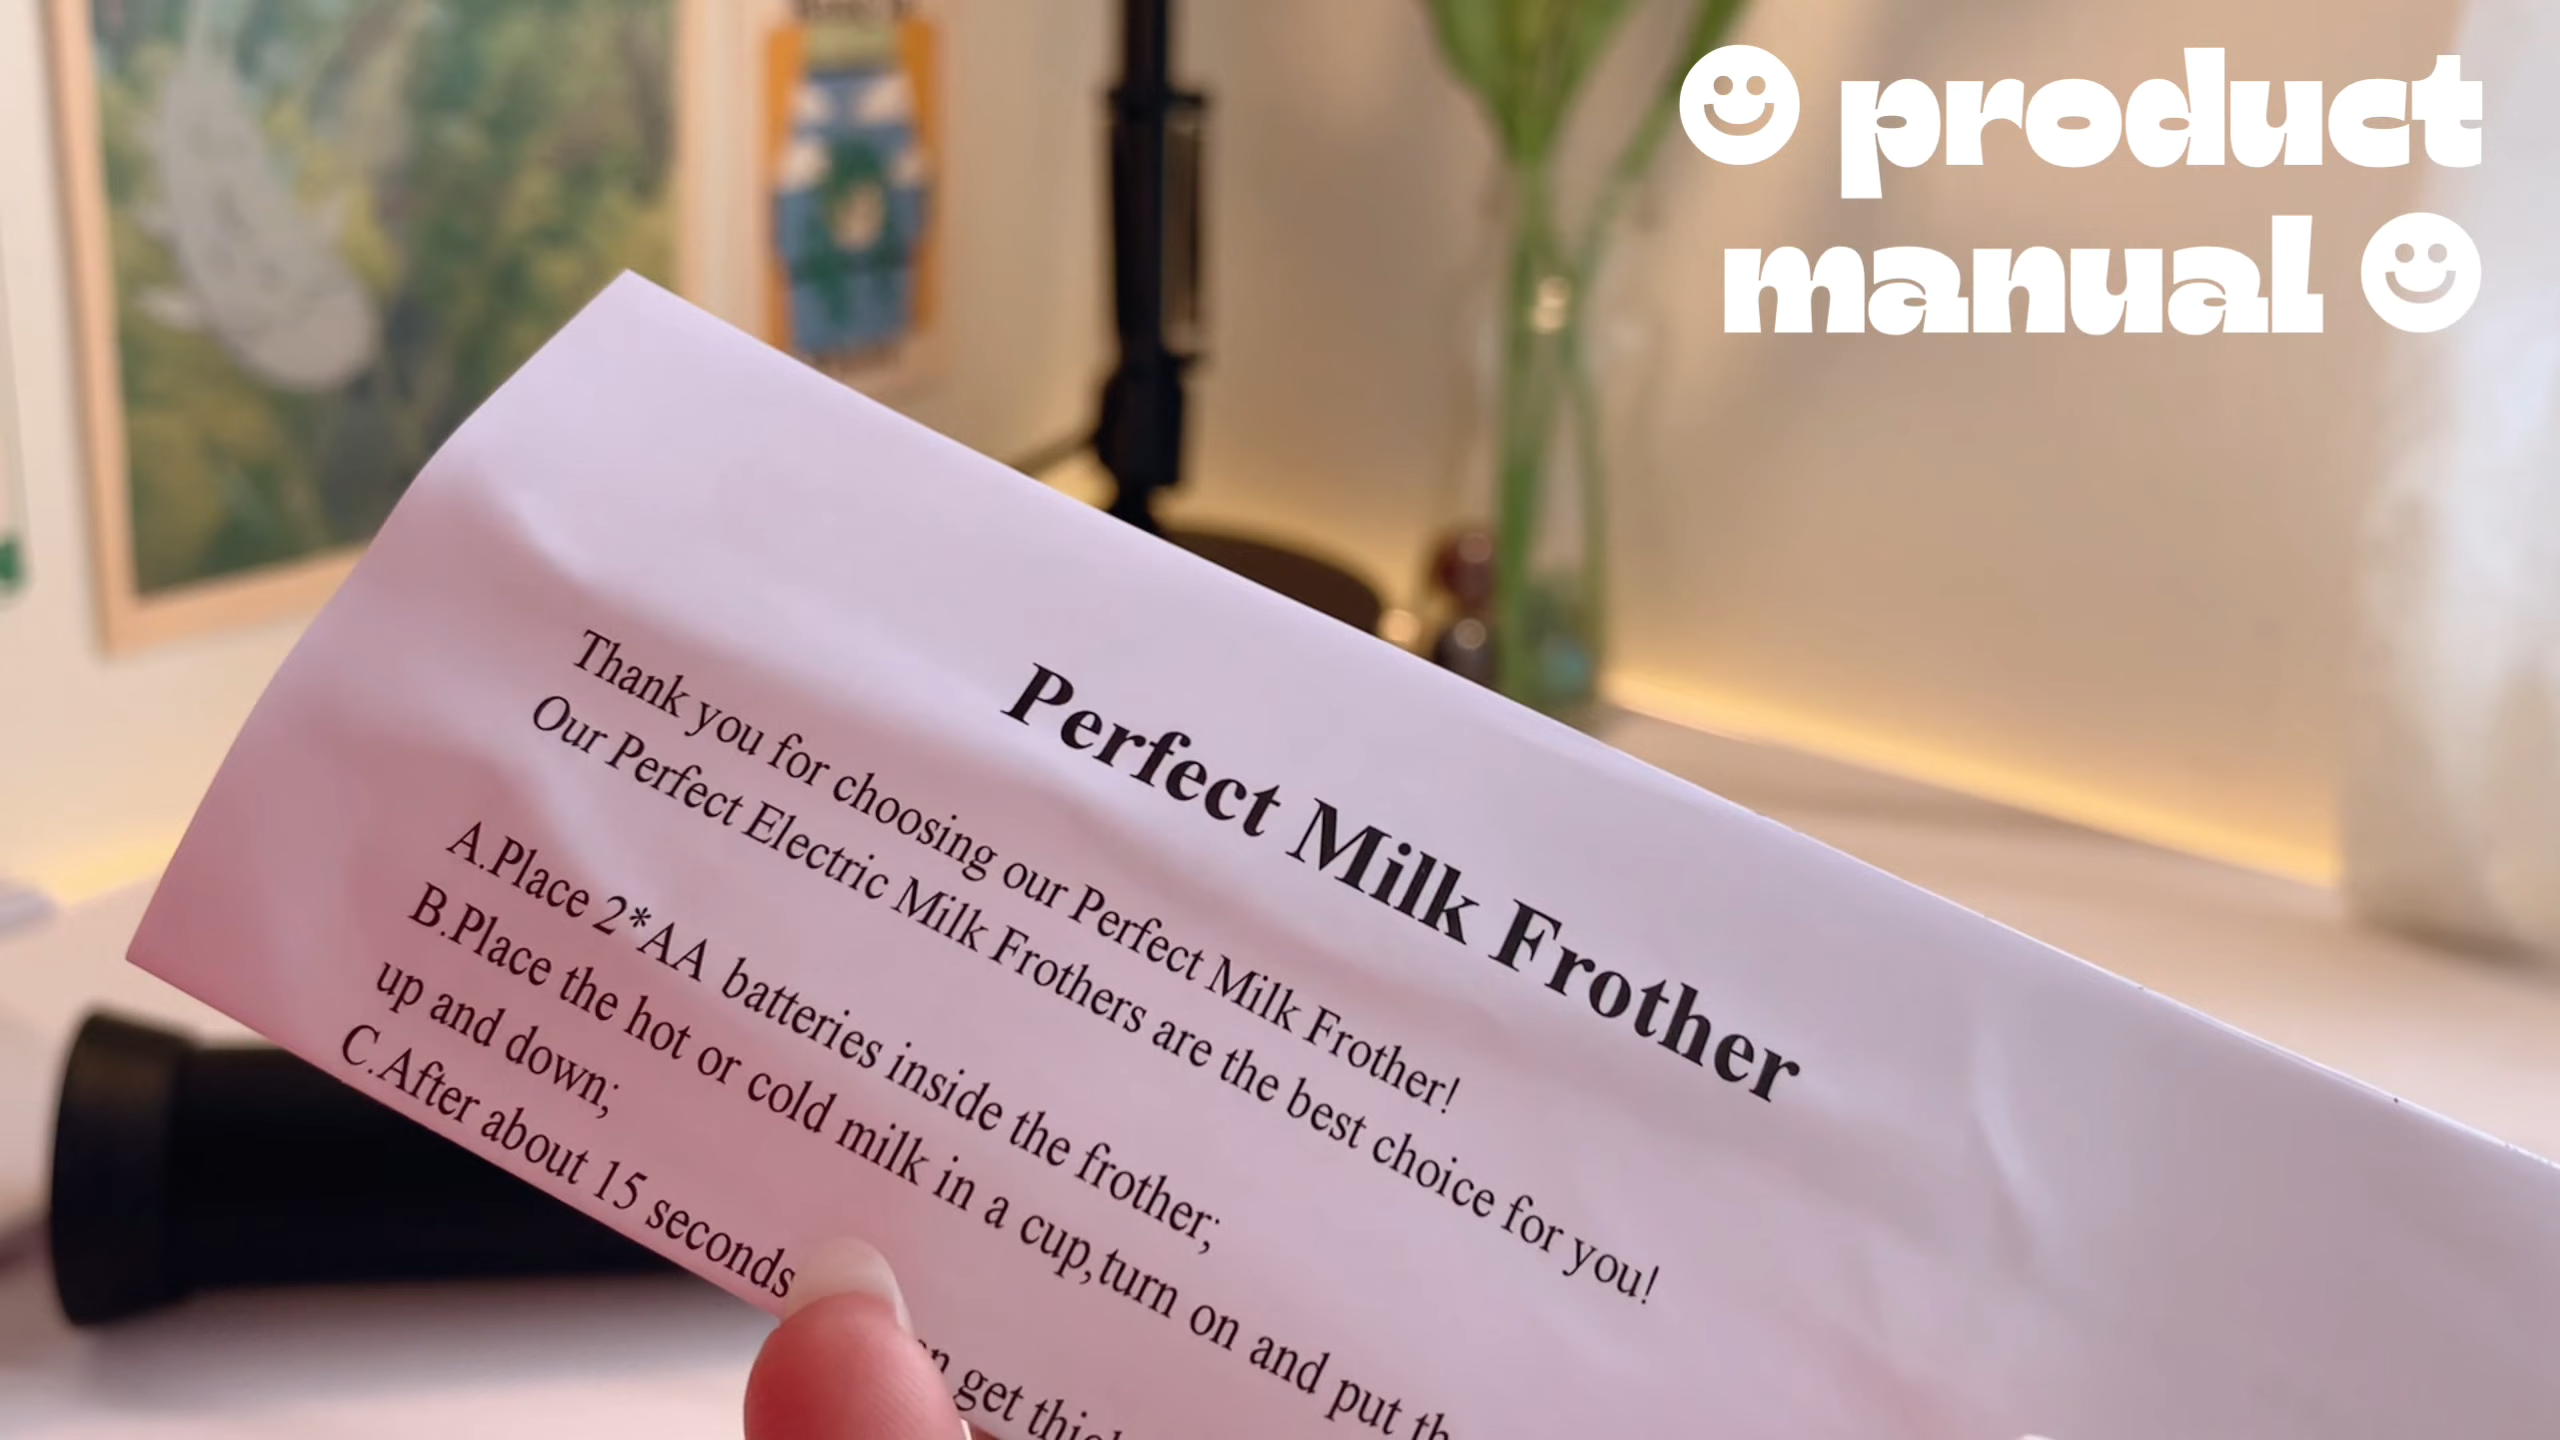 product
manual
Perfect Milk Frother
Thank you for choosing our Perfect Milk Frother!
Our Perfect Electric Milk Frothers are the best choice for you!
A.Place 2*AA batteries inside the frother;
B.Place the hot or cold milk in a cup,turn on and put
up and down;
C.After about 15 seconds get